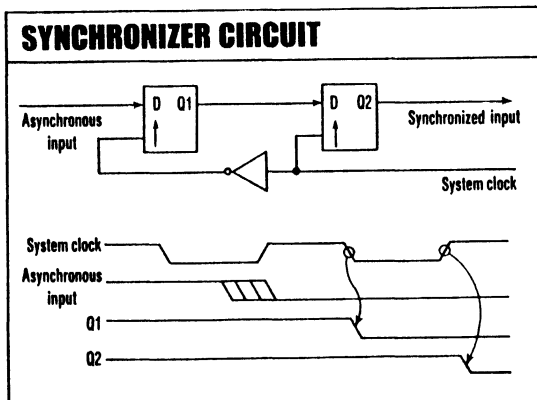 SYNCHRONIZER CIRCUIT
D Q1
D Q2
Asynchronous
input
Synchronized input
System clock
System clock
Asynchronous
input
Q1
Q2